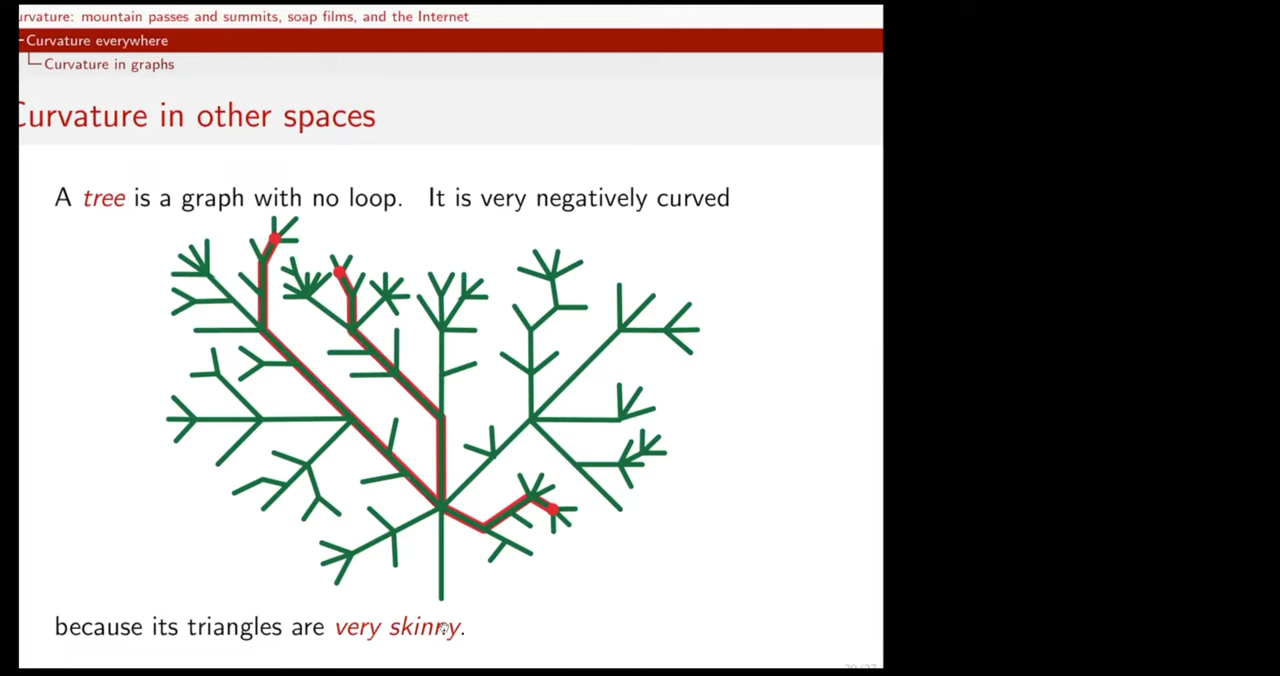 urvature: mountain passes and summits, soap films, and the Internet
Curvature everywhere
Curvature in graphs
Curvature in other spaces
A tree is a graph with no loop. It is very negatively curved
because its triangles are very skinny.